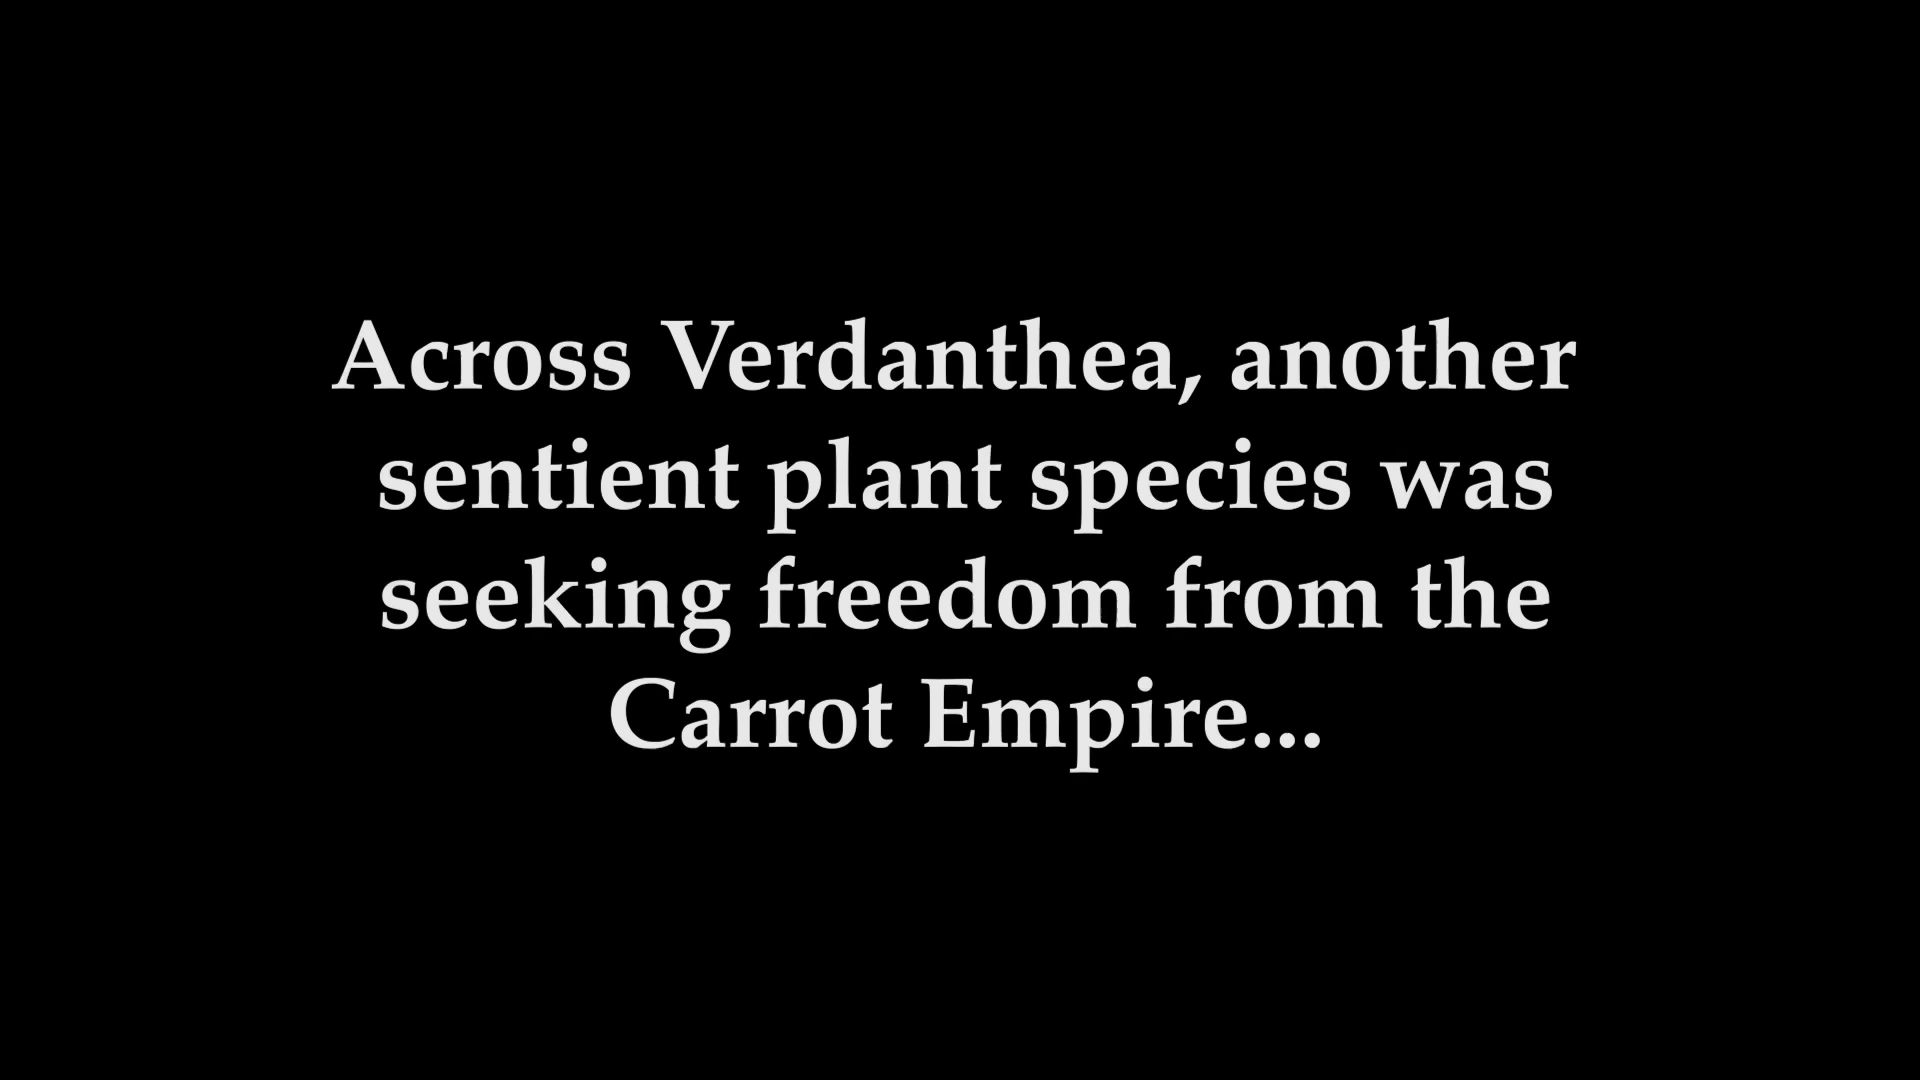 Across Verdanthea, another
sentient plant species was
seeking freedom from the
Carrot Empire...